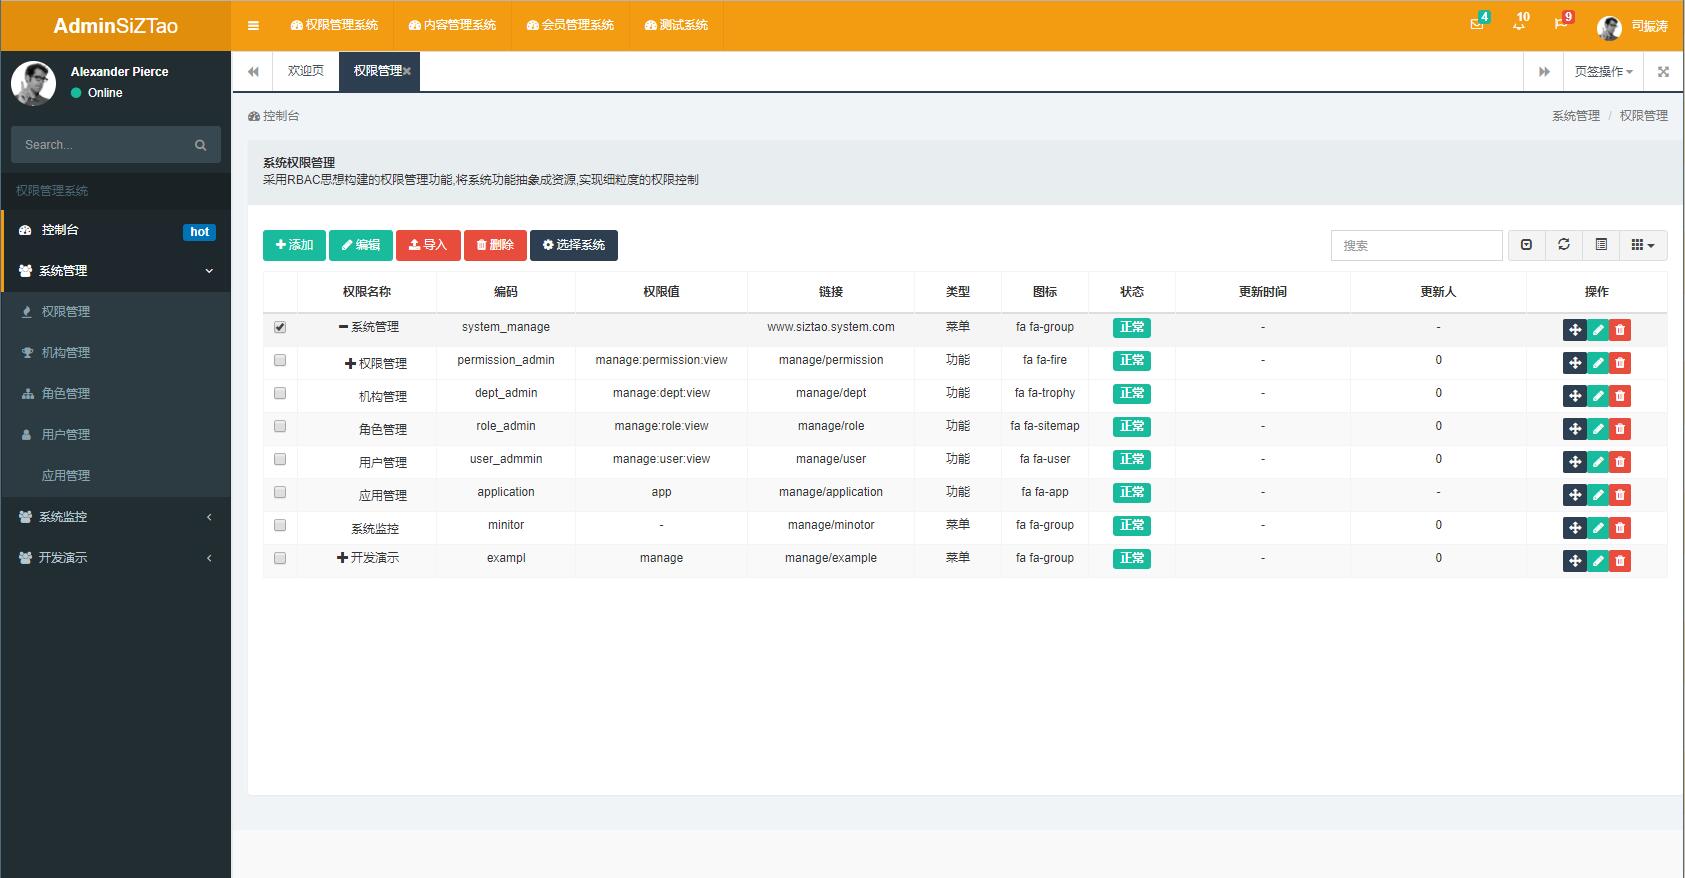 AdminSiZTao
权限管理系统 内容管理系统 会员管理系统 测试系统 4 10 9 司振涛
Alexander Pierce
Online
欢迎页 权限管理 页签操作
控制台 系统管理 / 权限管理
Search...
系统权限管理
采用RBAC思想构建的权限管理功能,将系统功能抽象成资源,实现细粒度的权限控制
权限管理系统
控制台 hot
系统管理
权限管理
机构管理
角色管理
用户管理
应用管理
系统监控
开发演示
添加 编辑 导入 删除 选择系统 搜索
权限名称 编码 权限值 链接 类型 图标 状态 更新时间 更新人 操作
系统管理 system_manage www.siztao.system.com 菜单 fa fa-group 正常 - -
权限管理 permission_admin manage:permission:view manage/permission 功能 fa fa-fire 正常 - 0
机构管理 dept_admin manage:dept:view manage/dept 功能 fa fa-trophy 正常 - 0
角色管理 role_admin manage:role:view manage/role 功能 fa fa-sitemap 正常 - 0
用户管理 user_admmin manage:user:view manage/user 功能 fa fa-user 正常 - 0
应用管理 application app manage/application 功能 fa fa-app 正常 - -
系统监控 minitor - manage/minotor 菜单 fa fa-group 正常 - 0
开发演示 exampl manage manage/example 菜单 fa fa-group 正常 - 0